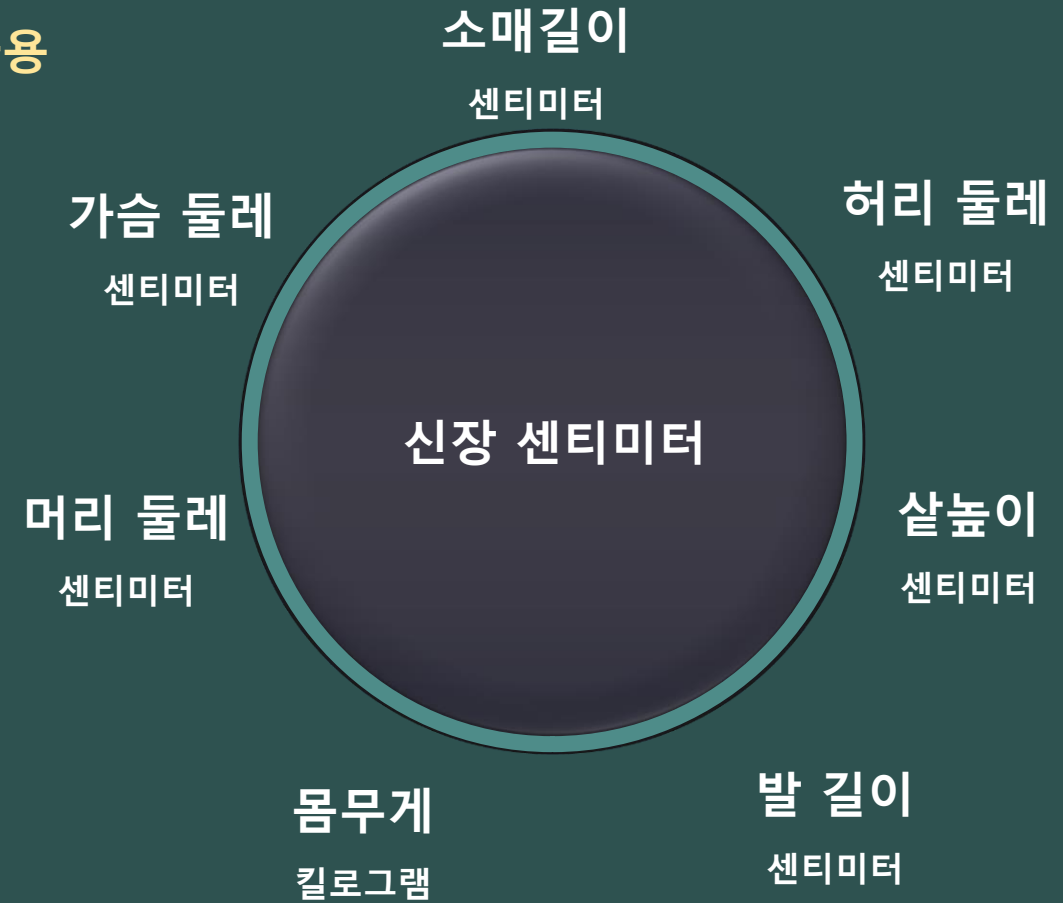 용
소매길이
센티미터
가슴 둘레
센티미터
허리 둘레
센티미터
신장 센티미터
머리 둘레
센티미터
샅높이
센티미터
몸무게
킬로그램
발 길이
센티미터